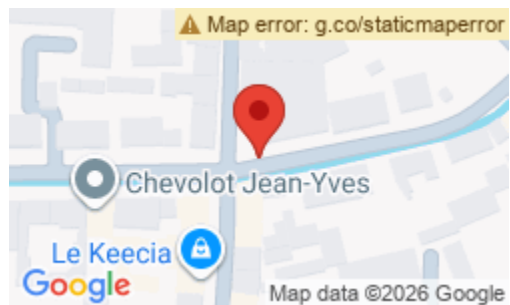 Map error: g.co/staticmaperror
Chevolot Jean-Yves
Le Keecia
Google
Map data ©2026 Google